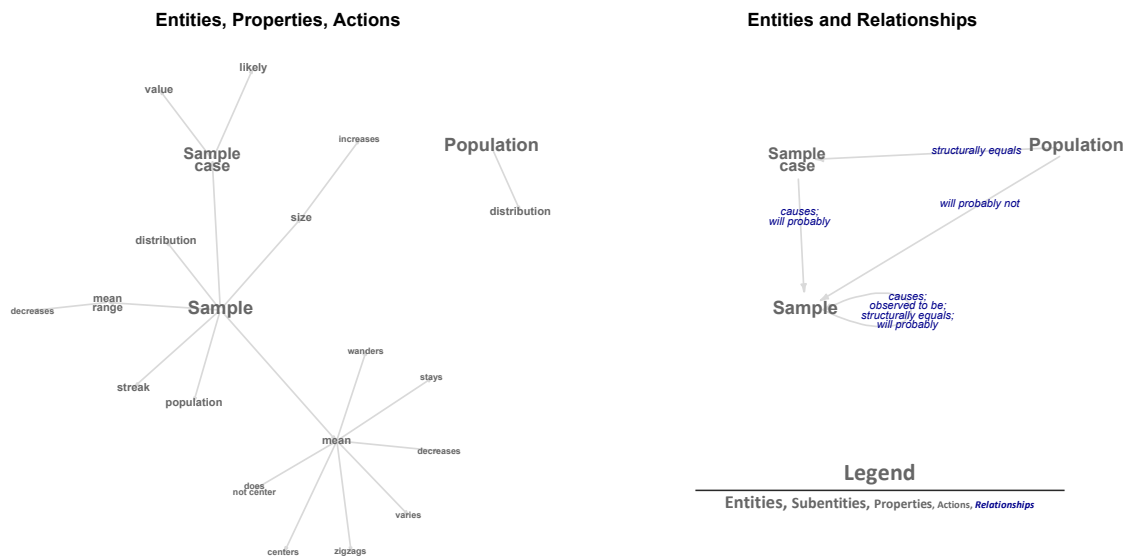 Entities, Properties, Actions
likely
value
increases
Sample
case
Population
size
distribution
distribution
mean
range
decreases
Sample
wanders
stays
streak
population
mean
decreases
does
not center
varies
centers
zigzags
Entities and Relationships
Sample
case
structurally equals
Population
will probably not
causes;
will probably
Sample
causes;
observed to be;
structurally equals;
will probably
Legend
Entities, Subentities, Properties, Actions, Relationships